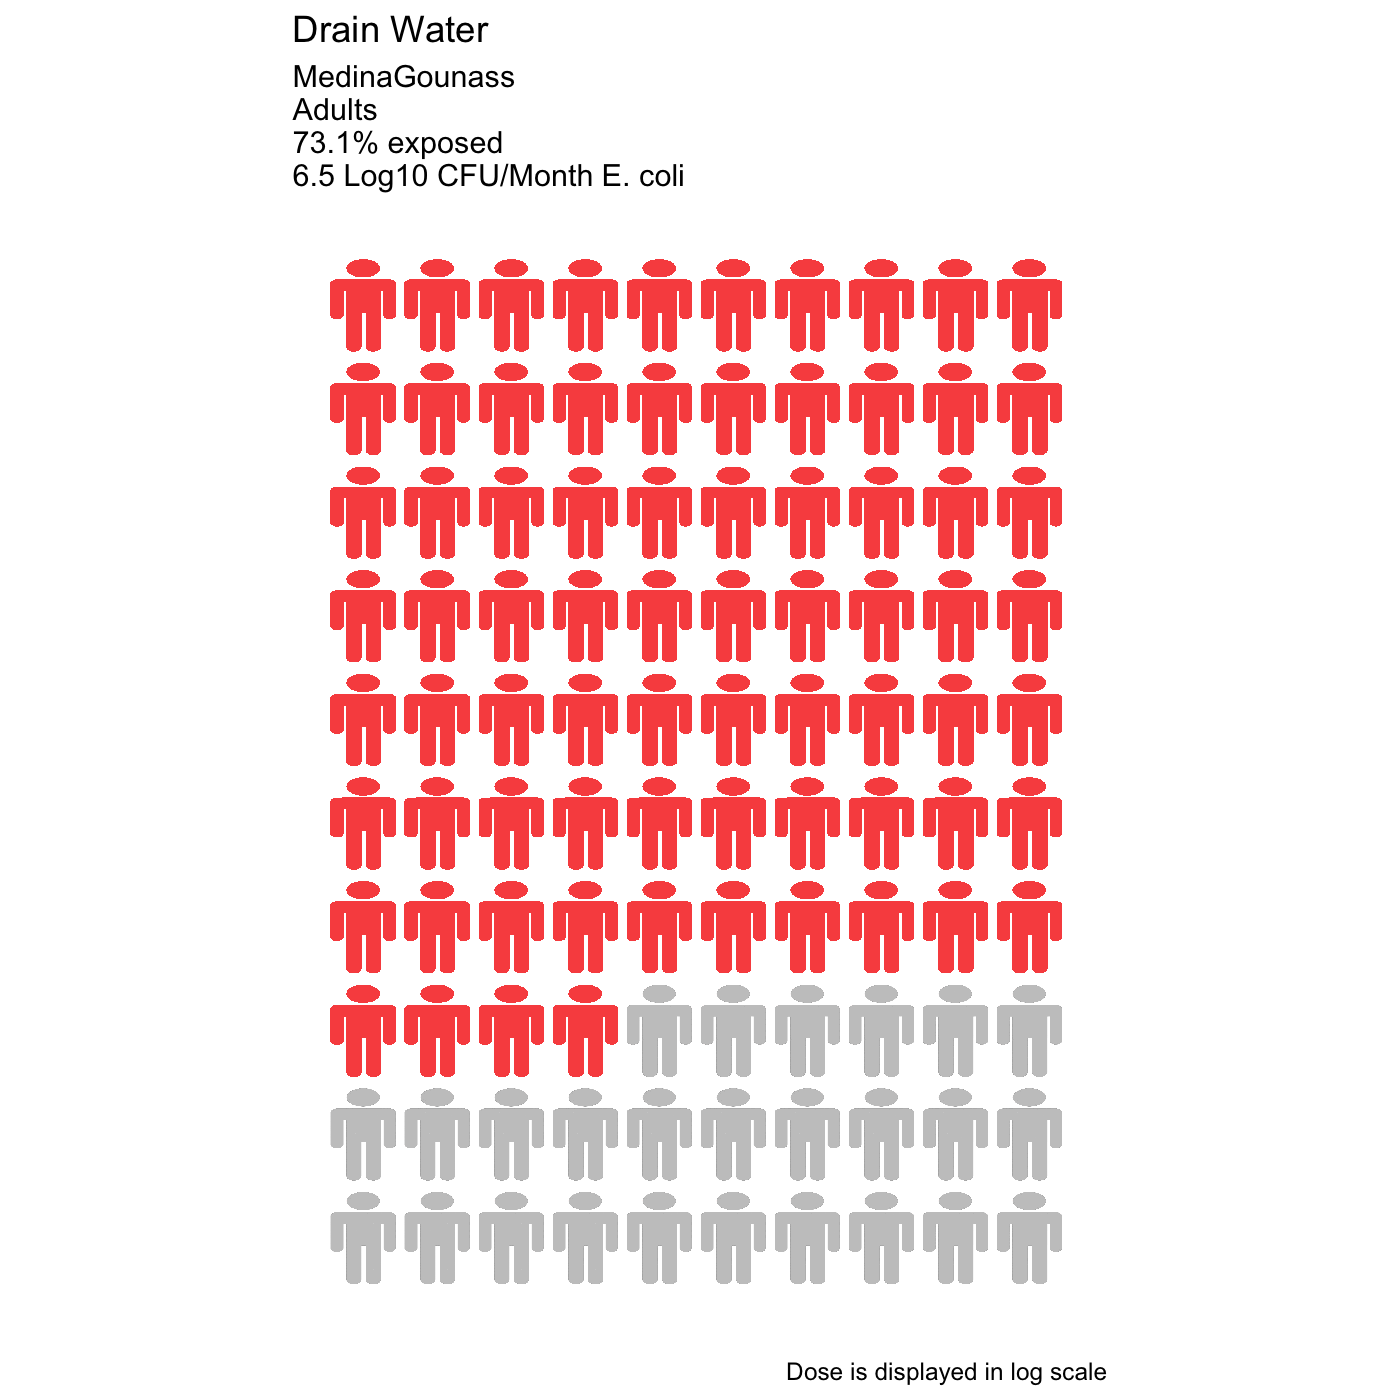 Drain Water
MedinaGounass
Adults
73.1% exposed
6.5 Log10 CFU/Month E. coli
Dose is displayed in log scale